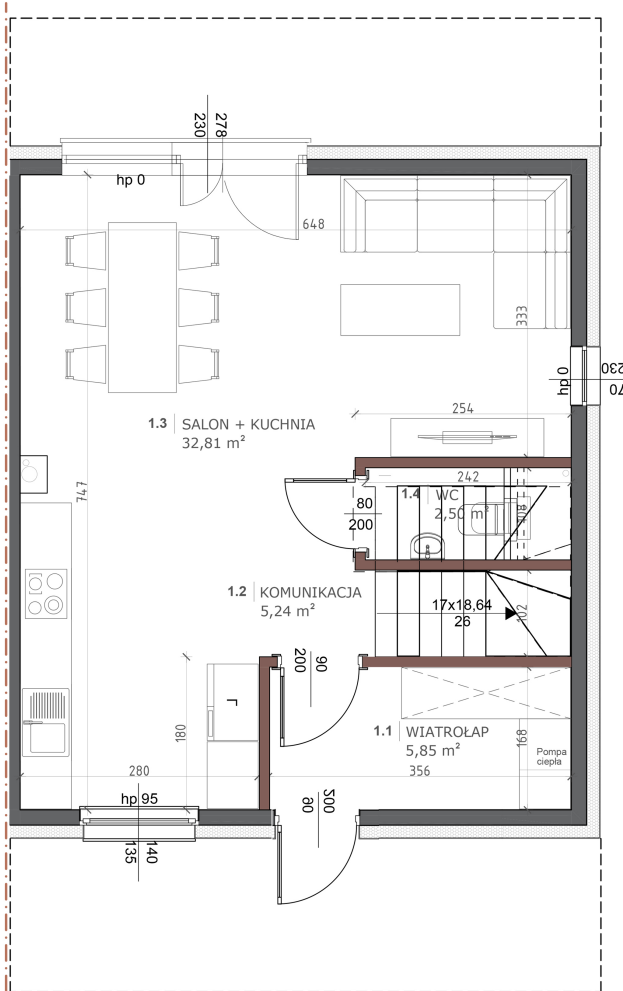 278
230
hp 0
648
333
hp 0
230
70
254
1.3 SALON + KUCHNIA
32,81 m²
747
242
1.4 WC
2,50 m²
108
80
200
1.2 KOMUNIKACJA
5,24 m²
17x18,64
26
102
90
200
1.1 WIATROŁAP
5,85 m²
168
Pompa
ciepła
180
280
356
hp 95
140
135
200
90